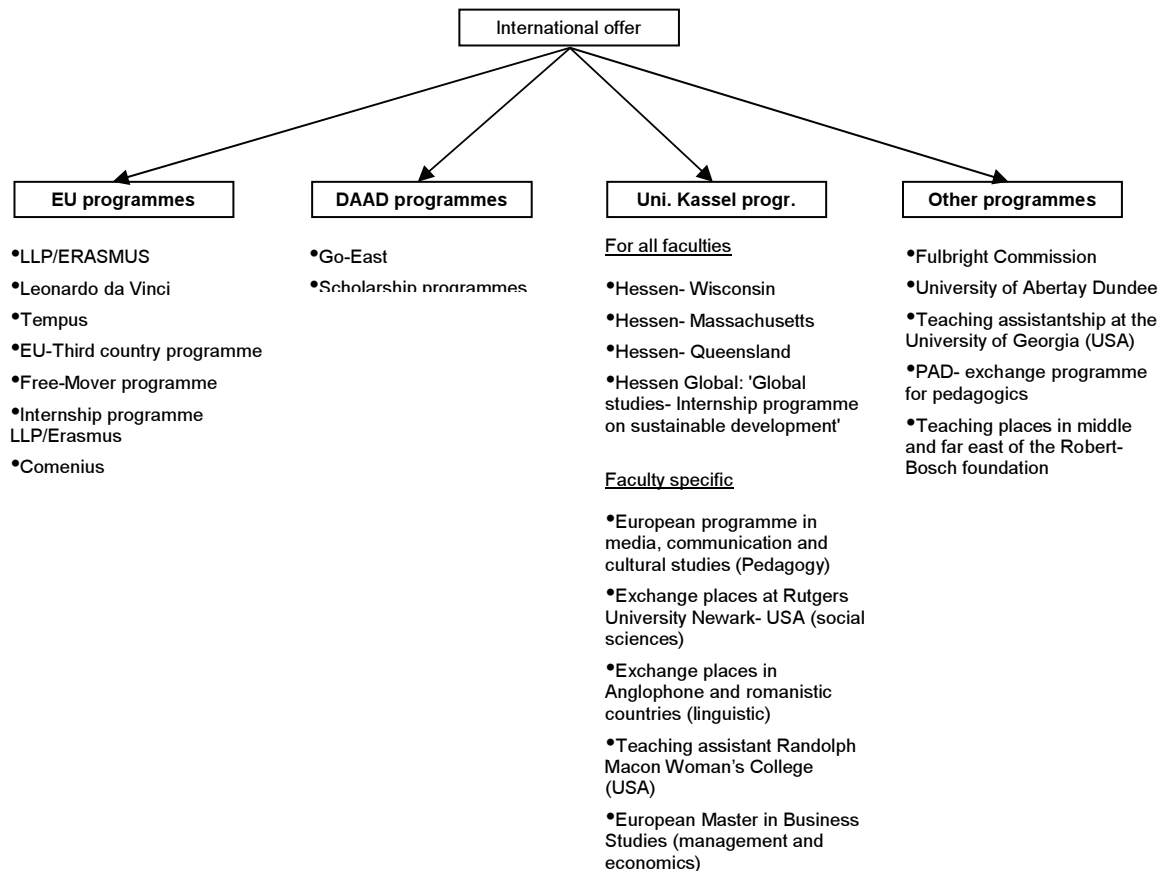 International offer
EU programmes
•LLP/ERASMUS
•Leonardo da Vinci
•Tempus
•EU-Third country programme
•Free-Mover programme
•Internship programme
LLP/Erasmus
•Comenius
DAAD programmes
•Go-East
•Scholarship programmes
Uni. Kassel progr.
For all faculties
•Hessen- Wisconsin
•Hessen- Massachusetts
•Hessen- Queensland
•Hessen Global: 'Global
studies- Internship programme
on sustainable development'
Faculty specific
•European programme in
media, communication and
cultural studies (Pedagogy)
•Exchange places at Rutgers
University Newark- USA (social
sciences)
•Exchange places in
Anglophone and romanistic
countries (linguistic)
•Teaching assistant Randolph
Macon Woman's College
(USA)
•European Master in Business
Studies (management and
economics)
Other programmes
•Fulbright Commission
•University of Abertay Dundee
•Teaching assistantship at the
University of Georgia (USA)
•PAD- exchange programme
for pedagogics
•Teaching places in middle
and far east of the Robert-
Bosch foundation